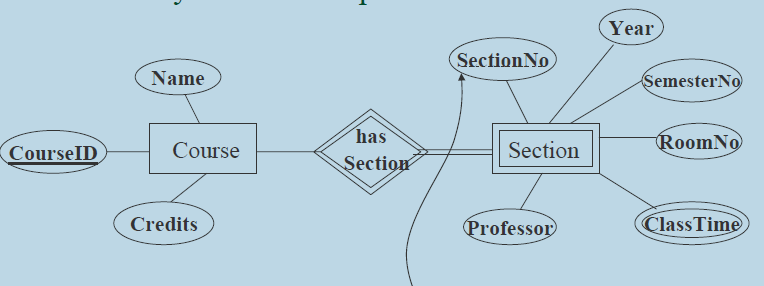 Year
SectionNo
Name
SemesterNo
has
Section
RoomNo
CourseID
Course
Section
Credits
Professor
ClassTime